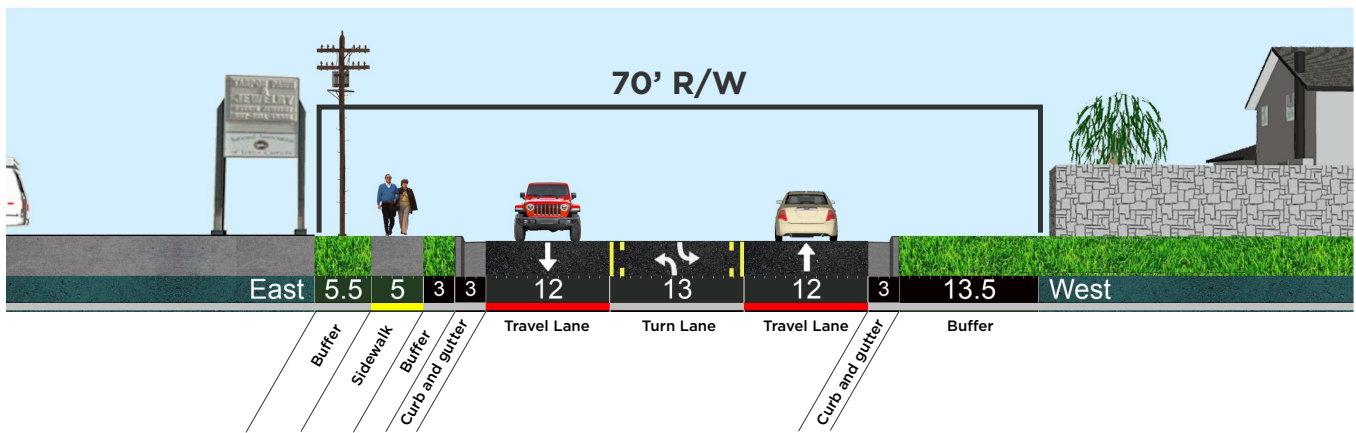 70’ R/W
JEWELRY
East 5.5 5 3 3 12 13 12 3 13.5 West
Buffer
Sidewalk
Buffer
Curb and gutter
Travel Lane
Turn Lane
Travel Lane
Curb and gutter
Buffer